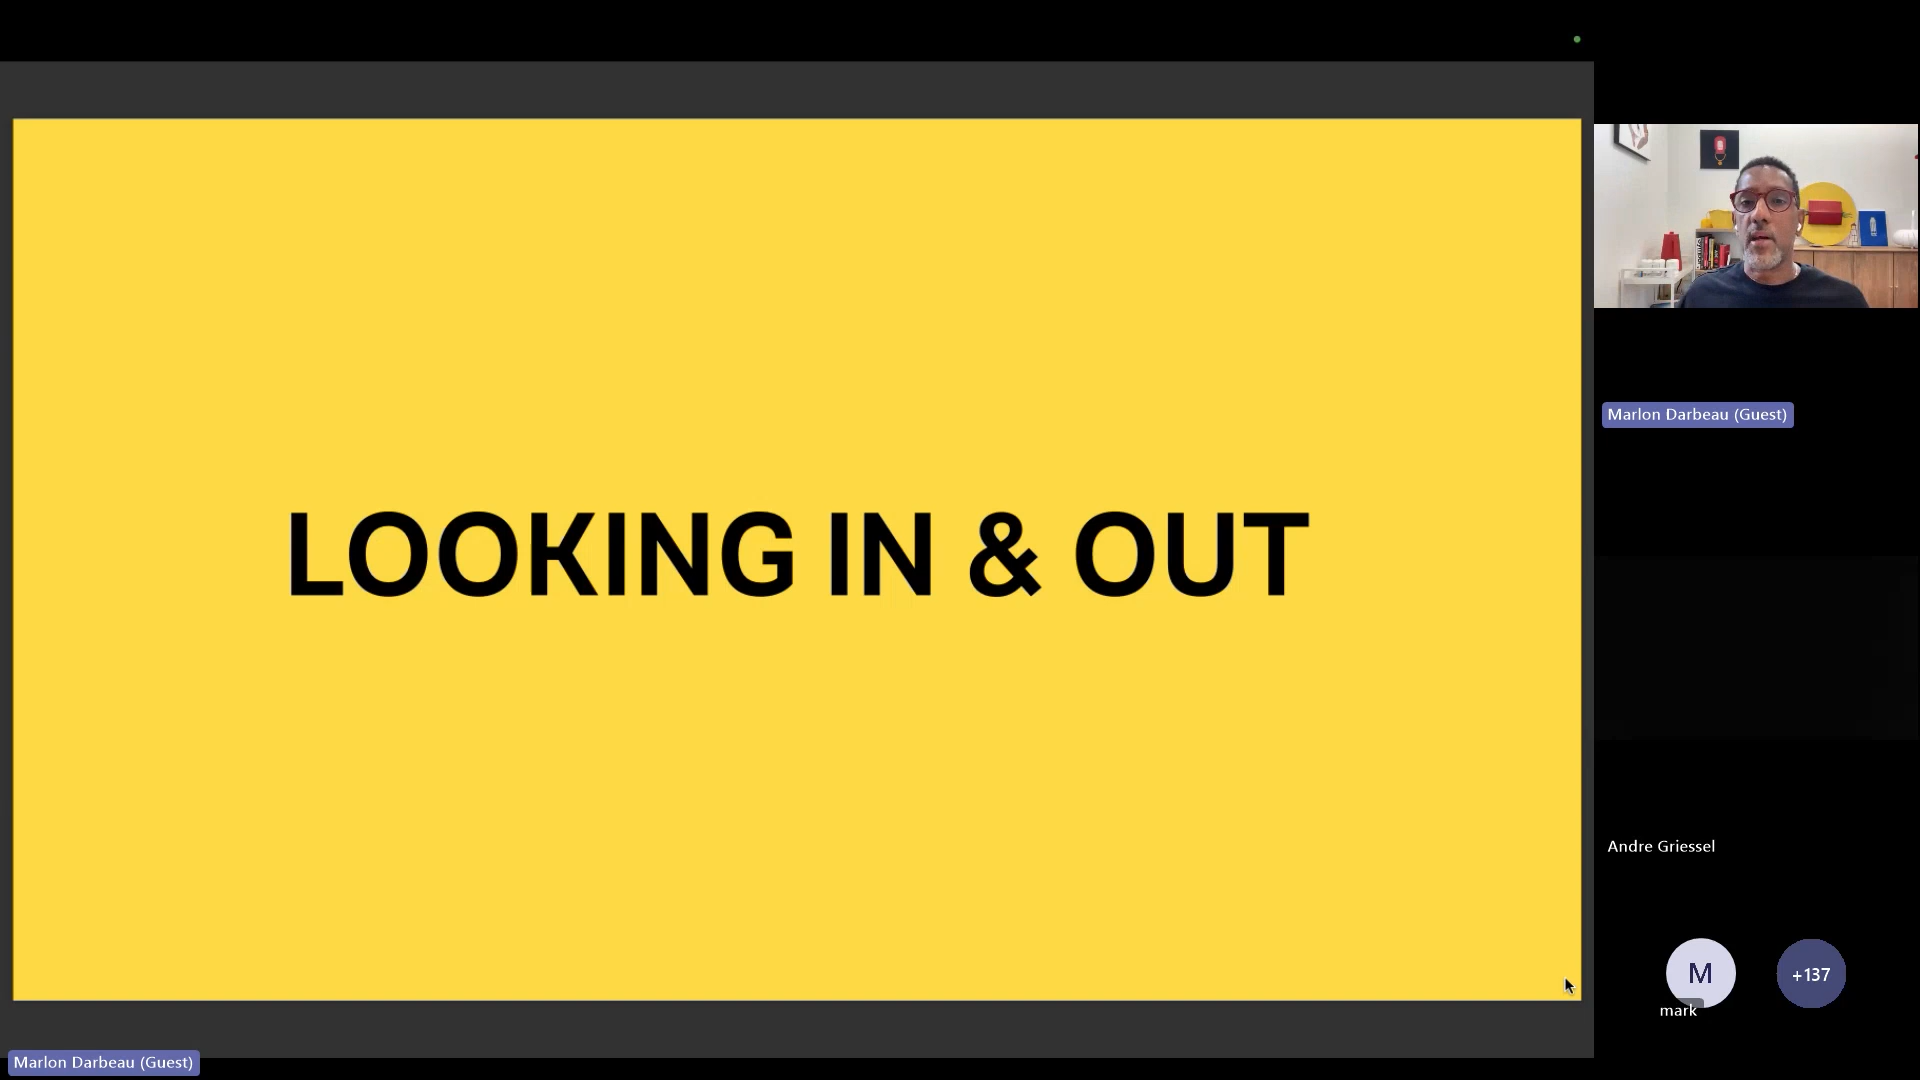 LOOKING IN & OUT
Marlon Darbeau (Guest)
Andre Griessel
M
+137
mark
Marlon Darbeau (Guest)